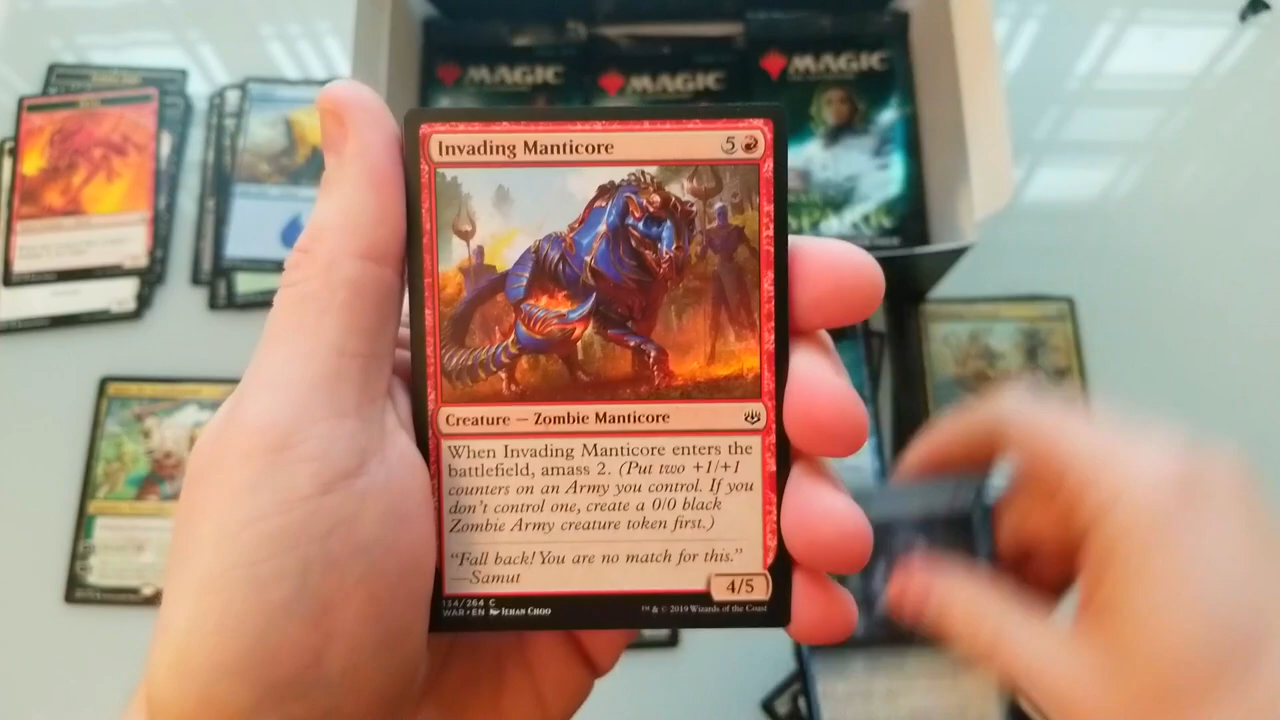 MAGIC
MAGIC
MAGIC
Invading Manticore 5
Creature — Zombie Manticore
When Invading Manticore enters the
battlefield, amass 2. (Put two +1/+1
counters on an Army you control. If you
don't control one, create a 0/0 black
Zombie Army creature token first.)
"Fall back! You are no match for this."
—Samut
4/5
134/264 C
WAR • EN JEHAN CHOO
™ & © 2019 Wizards of the Coast